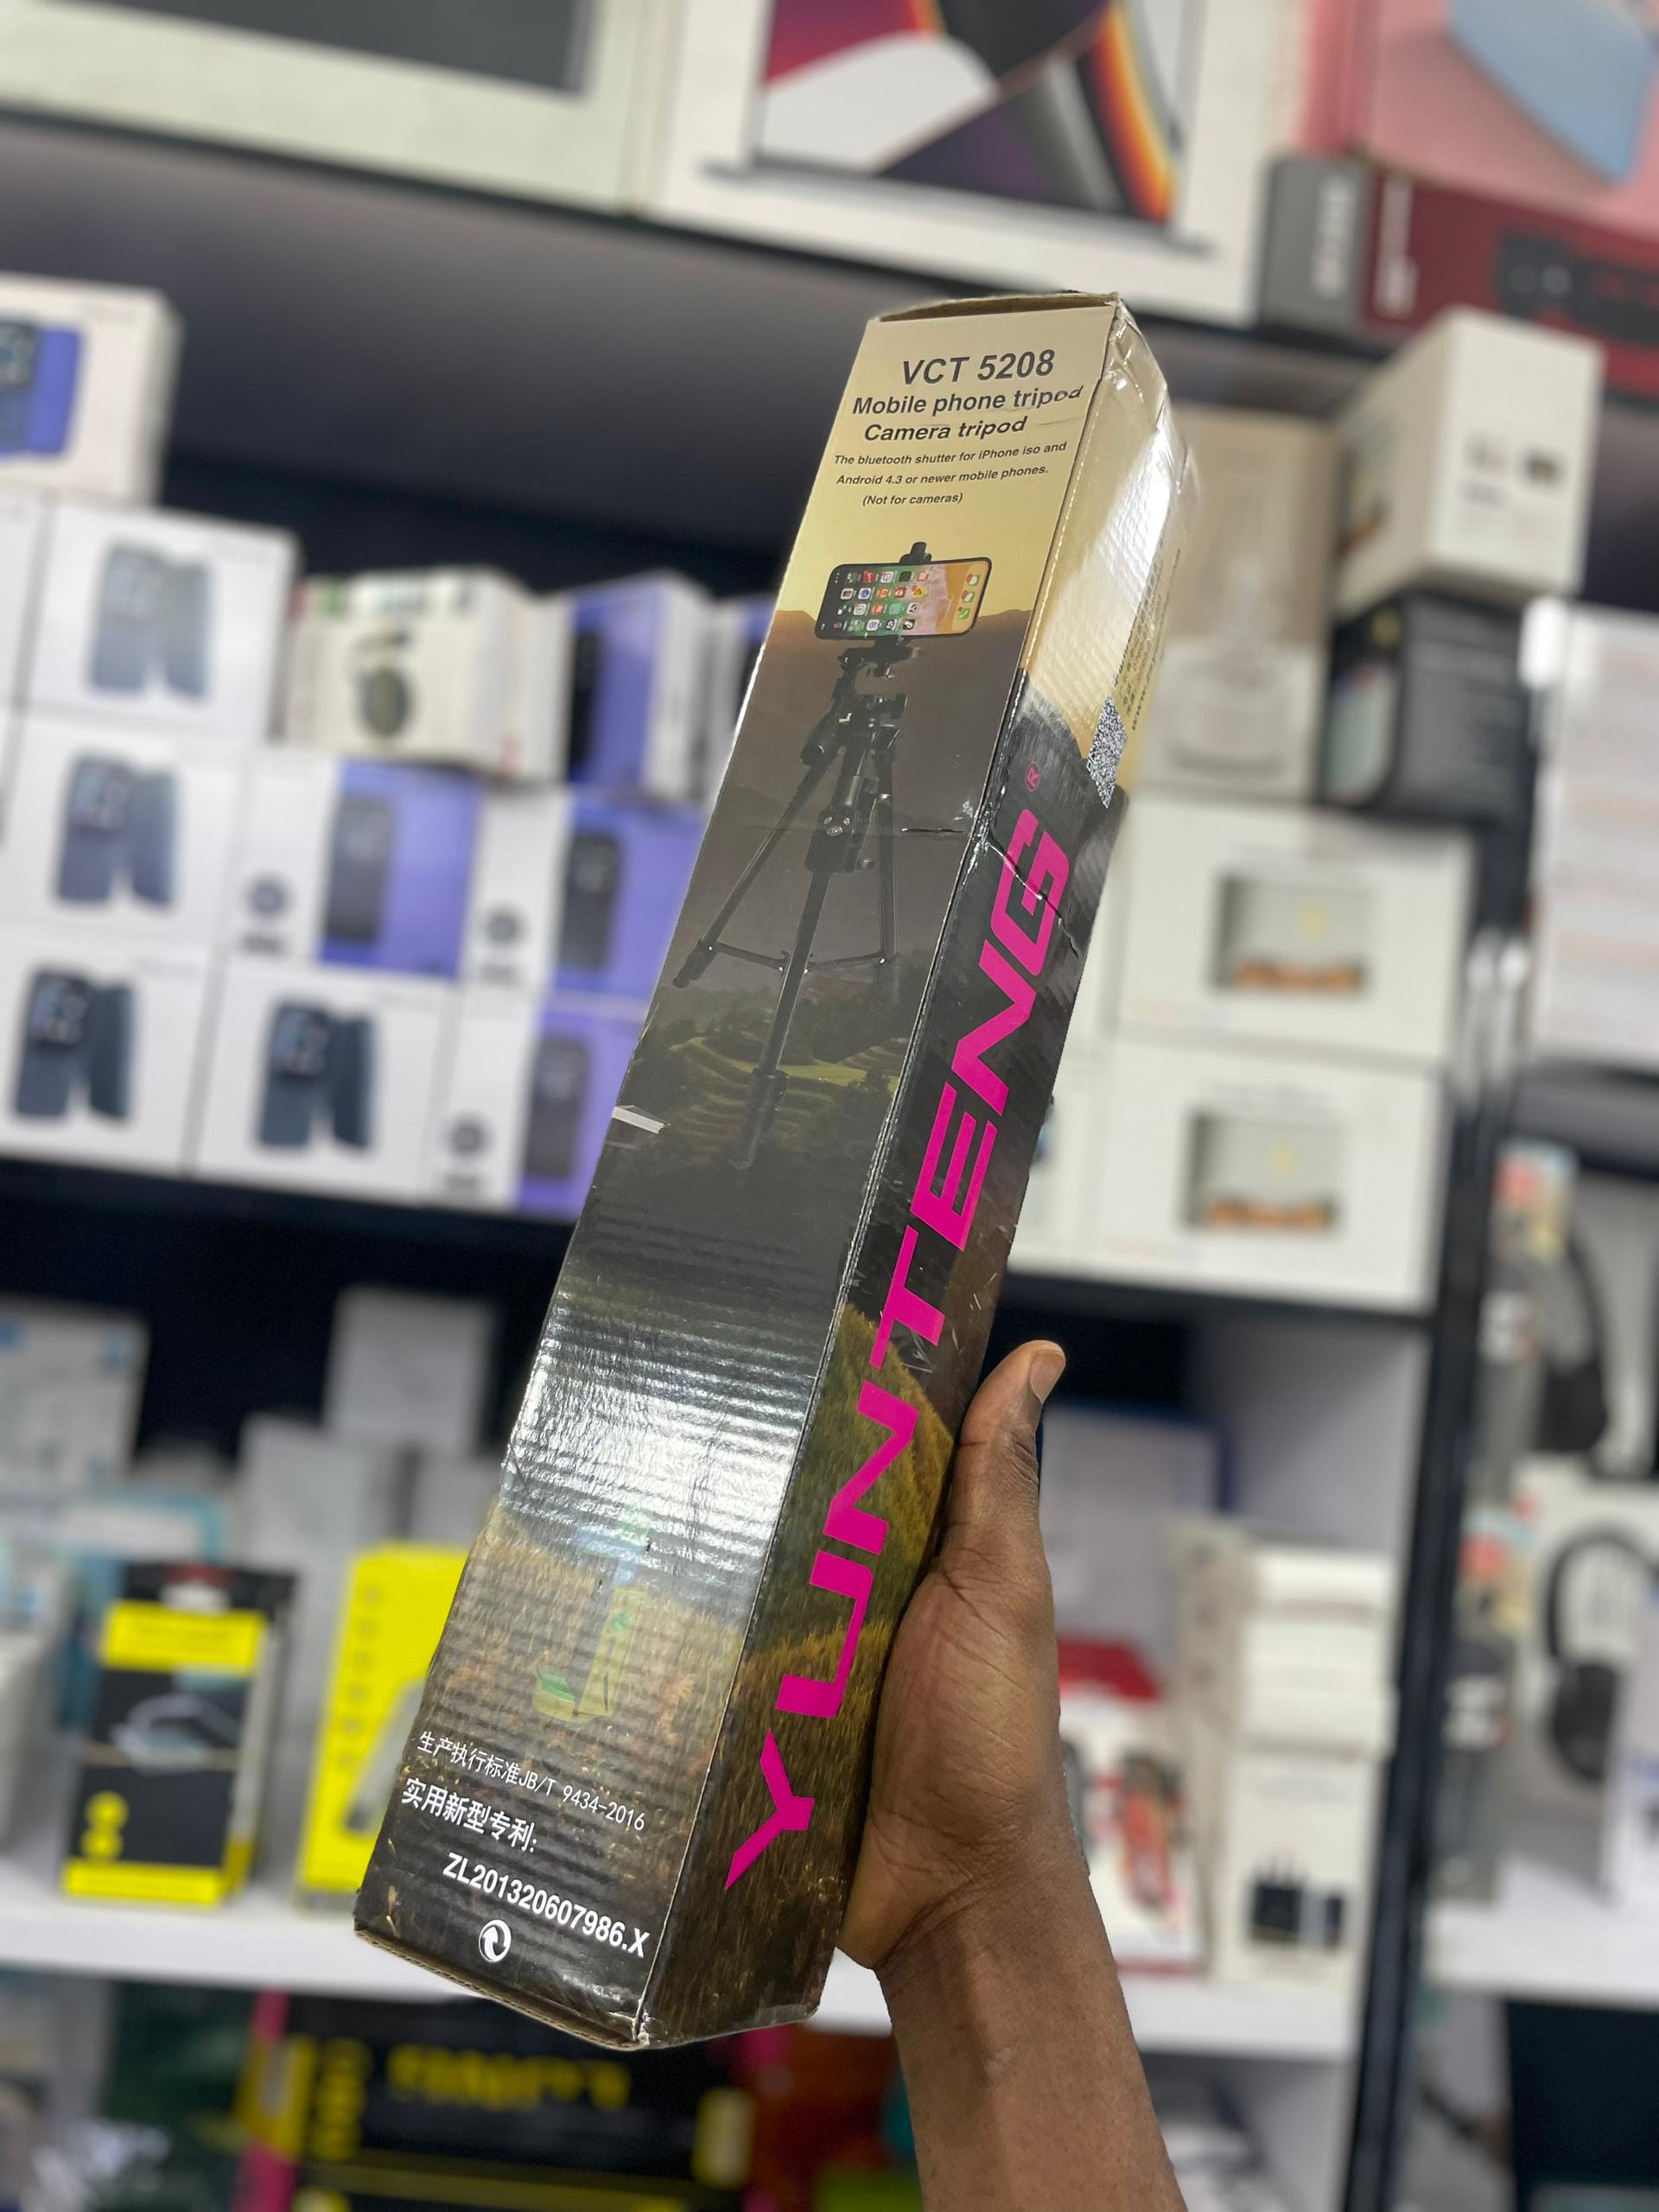 VCT 5208
Mobile phone tripod
Camera tripod
The bluetooth shutter for iPhone iso and
Android 4.3 or newer mobile phones.
(Not for cameras)
YUNTENG®
生产执行标准JB/T 9434-2016
实用新型专利:
ZL201320607986.X